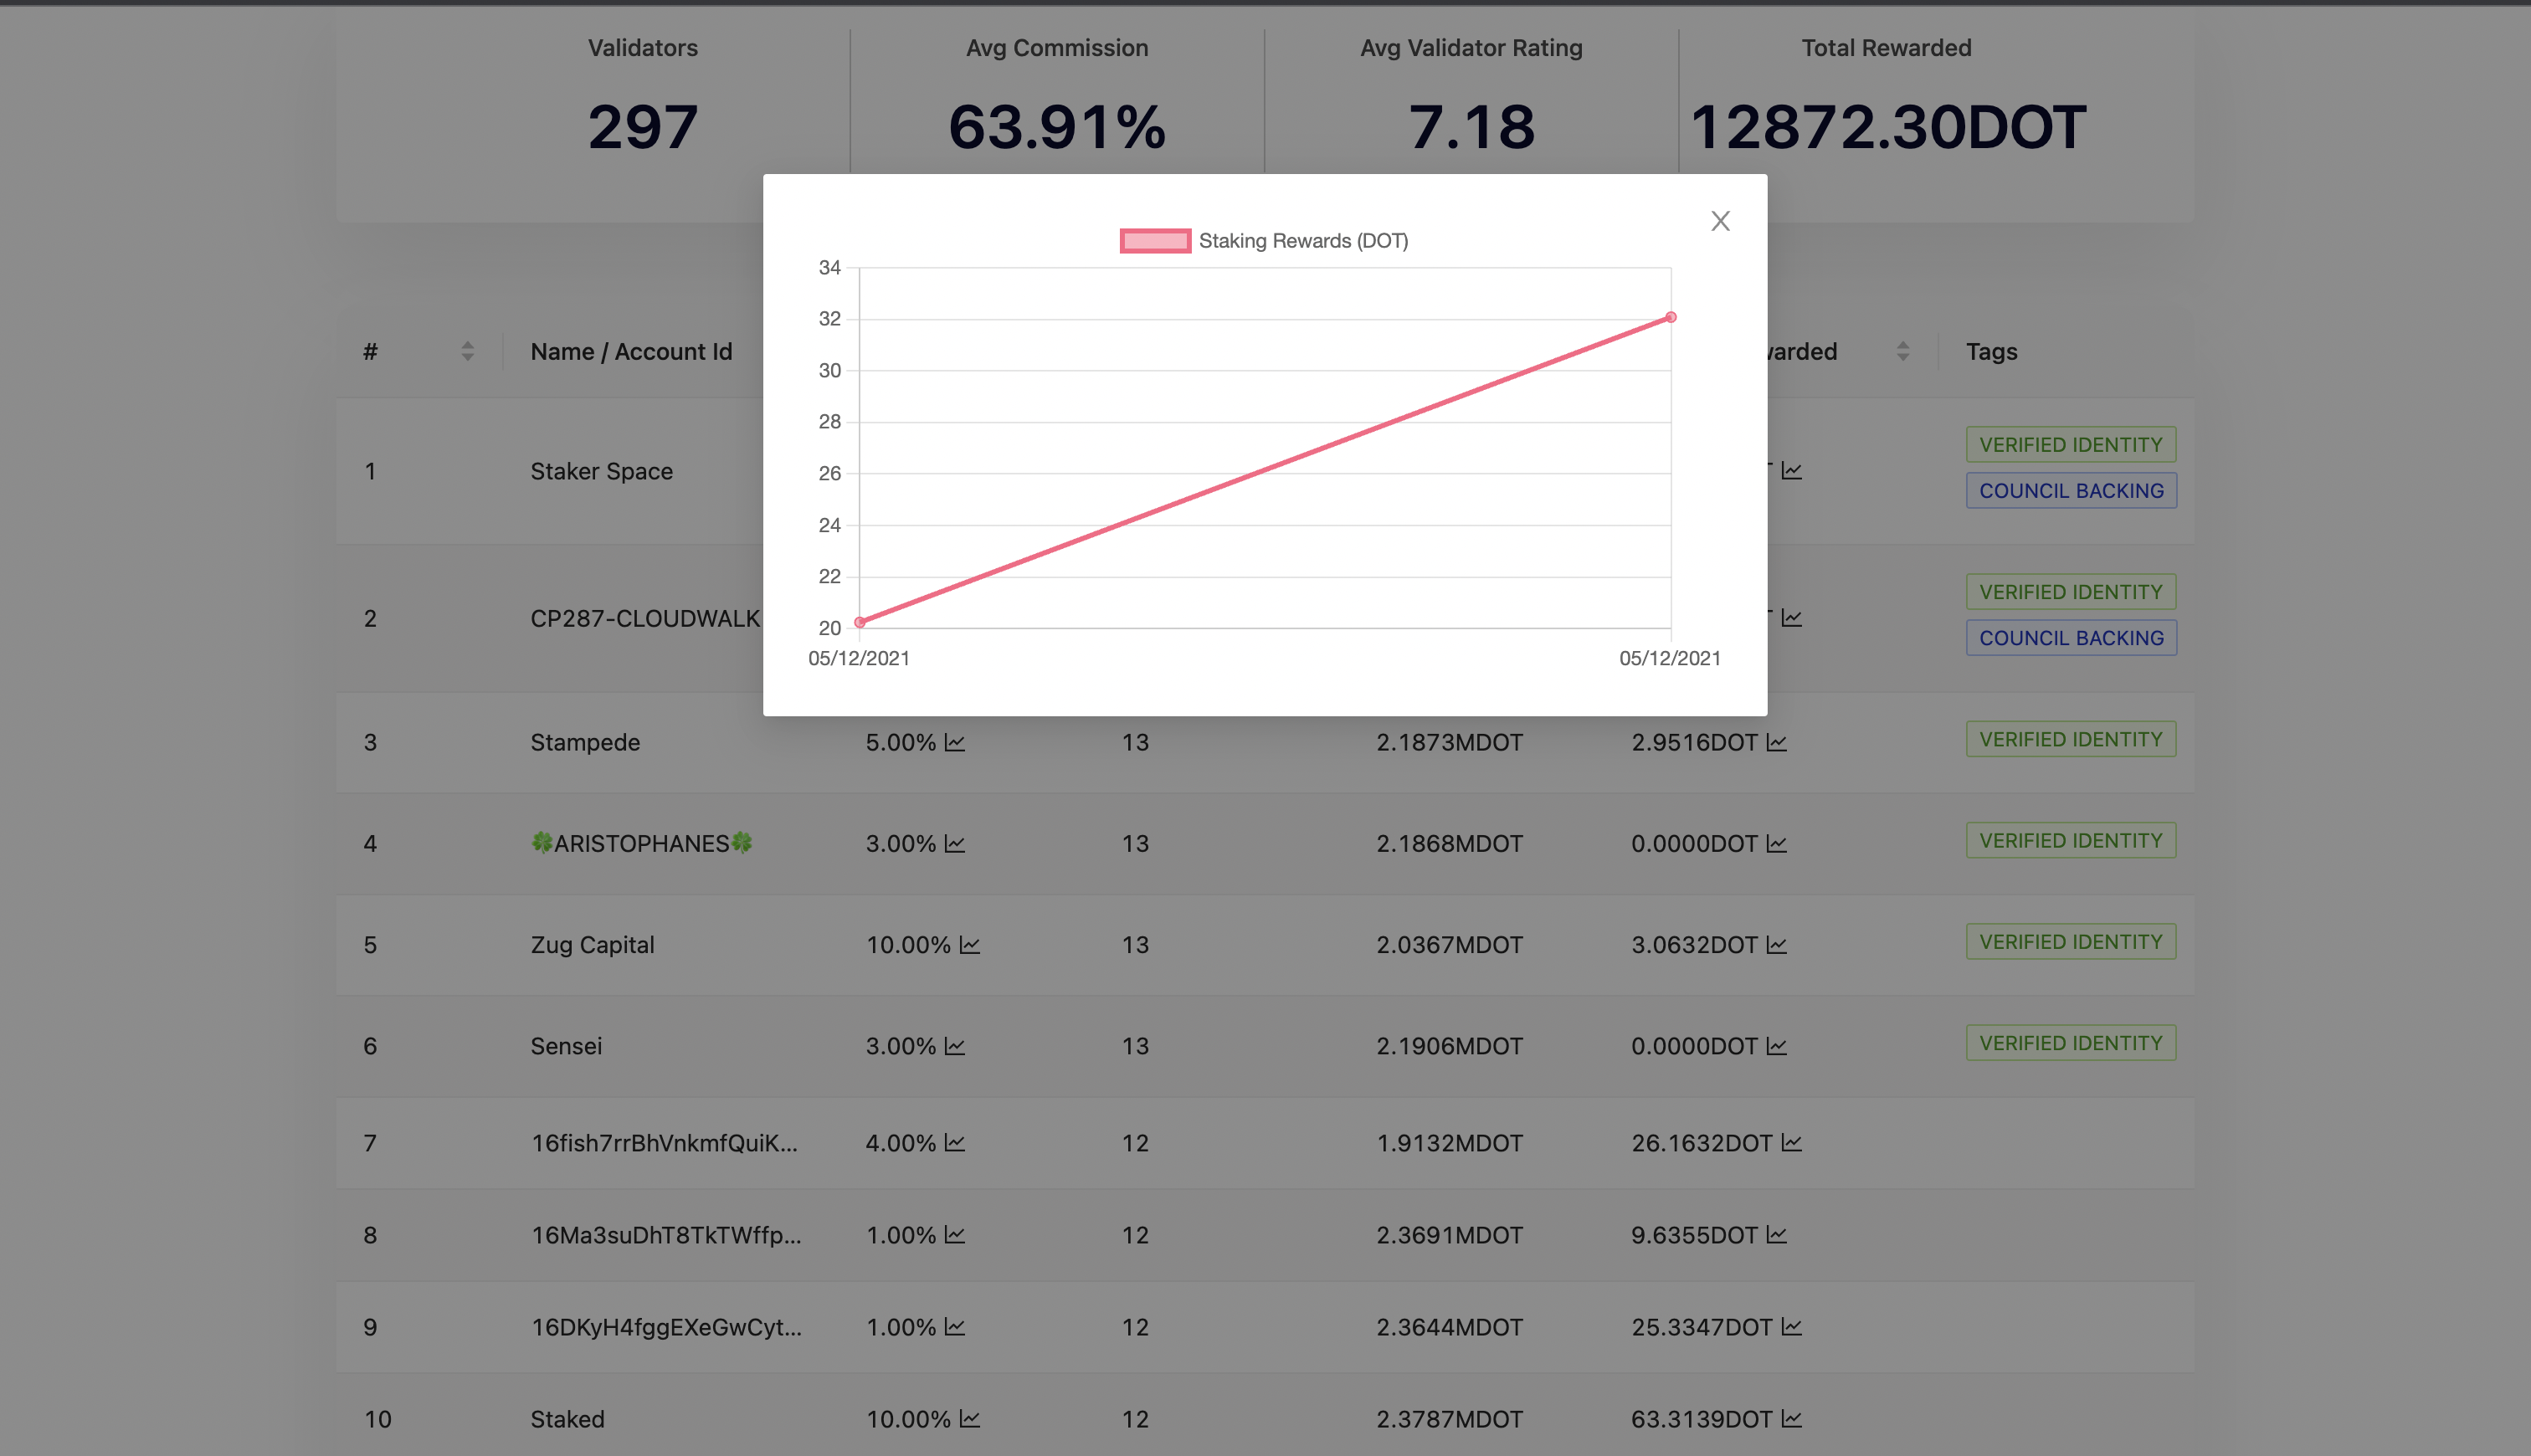 Validators Avg Commission Avg Validator Rating Total Rewarded
297 63.91% 7.18 12872.30DOT
X
Staking Rewards (DOT)
34
32
30
28
26
24
22
20
05/12/2021 05/12/2021
# Name / Account Id Tags
1 Staker Space VERIFIED IDENTITY
COUNCIL BACKING
2 CP287-CLOUDWALK VERIFIED IDENTITY
COUNCIL BACKING
3 Stampede 5.00% 13 2.1873MDOT 2.9516DOT VERIFIED IDENTITY
4 🍀ARISTOPHANES🍀 3.00% 13 2.1868MDOT 0.0000DOT VERIFIED IDENTITY
5 Zug Capital 10.00% 13 2.0367MDOT 3.0632DOT VERIFIED IDENTITY
6 Sensei 3.00% 13 2.1906MDOT 0.0000DOT VERIFIED IDENTITY
7 16fish7rrBhVnkmfQuiK... 4.00% 12 1.9132MDOT 26.1632DOT
8 16Ma3suDhT8TkTWffp... 1.00% 12 2.3691MDOT 9.6355DOT
9 16DKyH4fggEXeGwCyt... 1.00% 12 2.3644MDOT 25.3347DOT
10 Staked 10.00% 12 2.3787MDOT 63.3139DOT